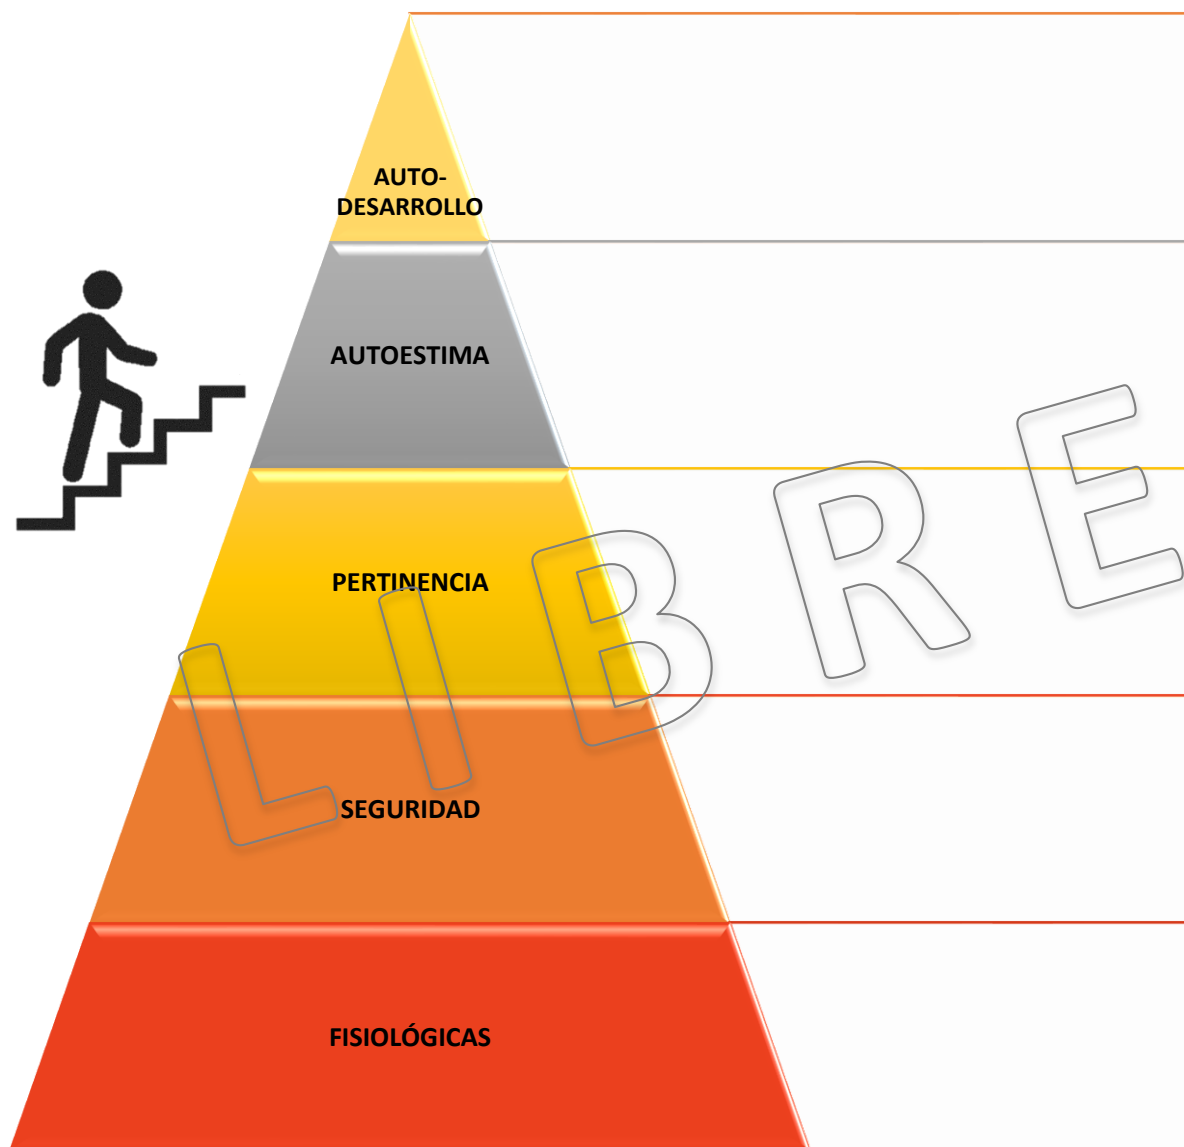 AUTO-
DESARROLLO
AUTOESTIMA
PERTINENCIA
LIBRE
SEGURIDAD
FISIOLÓGICAS